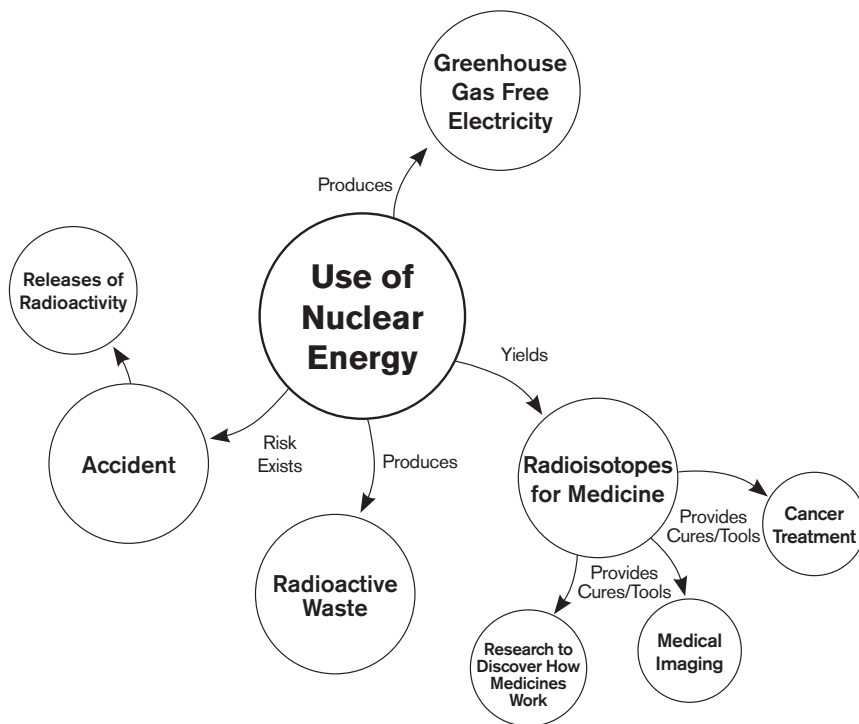 Greenhouse
Gas Free
Electricity
Produces
Use of
Nuclear
Energy
Releases of
Radioactivity
Yields
Accident
Risk
Exists
Produces
Radioisotopes
for Medicine
Provides
Cures/Tools
Cancer
Treatment
Radioactive
Waste
Provides
Cures/Tools
Research to
Discover How
Medicines
Work
Medical
Imaging